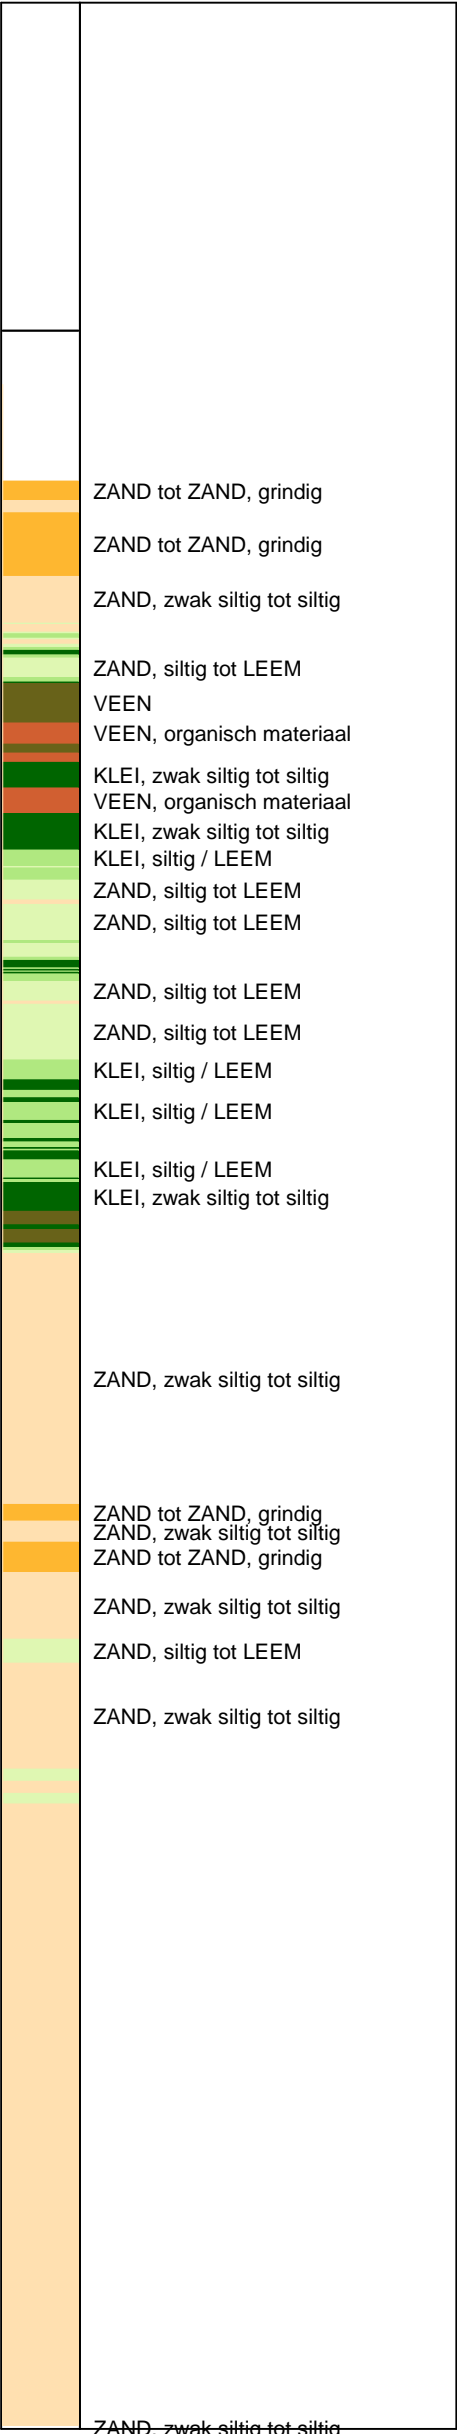 ZAND tot ZAND, grindig
ZAND tot ZAND, grindig
ZAND, zwak siltig tot siltig
ZAND, siltig tot LEEM
VEEN
VEEN, organisch materiaal
KLEI, zwak siltig tot siltig
VEEN, organisch materiaal
KLEI, zwak siltig tot siltig
KLEI, siltig / LEEM
ZAND, siltig tot LEEM
ZAND, siltig tot LEEM
ZAND, siltig tot LEEM
ZAND, siltig tot LEEM
KLEI, siltig / LEEM
KLEI, siltig / LEEM
KLEI, siltig / LEEM
KLEI, zwak siltig tot siltig
ZAND, zwak siltig tot siltig
ZAND tot ZAND, grindig
ZAND, zwak siltig tot siltig
ZAND tot ZAND, grindig
ZAND, zwak siltig tot siltig
ZAND, siltig tot LEEM
ZAND, zwak siltig tot siltig
ZAND, zwak siltig tot siltig